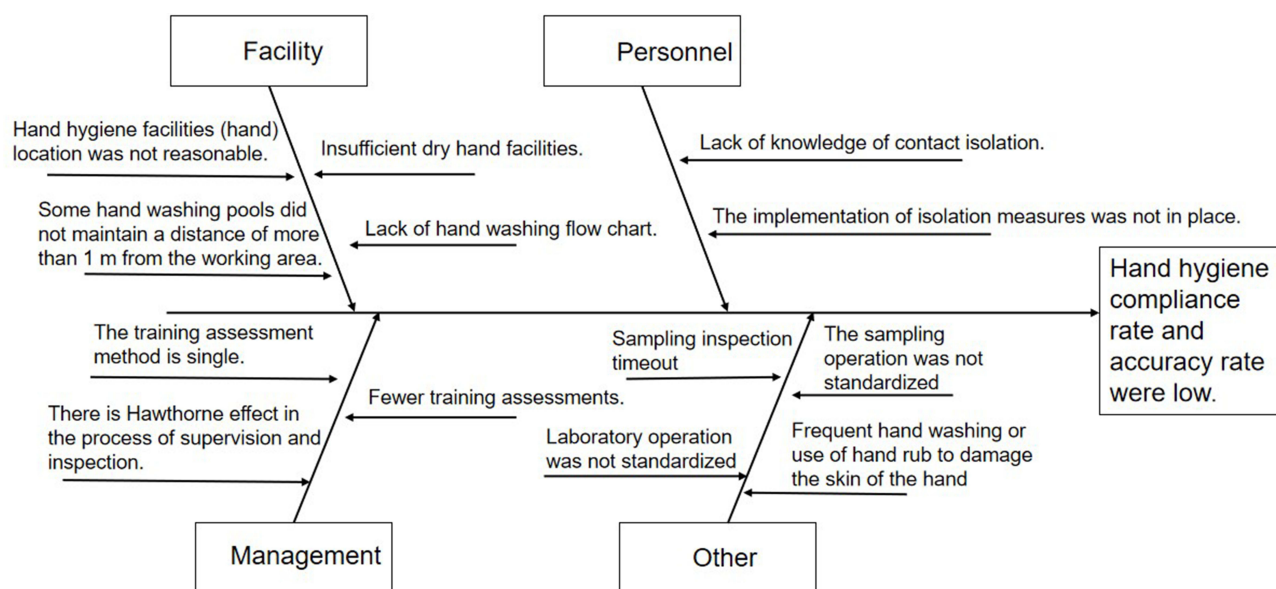 Facility
Personnel
Hand hygiene facilities (hand)
location was not reasonable.
Insufficient dry hand facilities.
Lack of knowledge of contact isolation.
Some hand washing pools did
not maintain a distance of more
than 1 m from the working area.
Lack of hand washing flow chart.
The implementation of isolation measures was not in place.
Hand hygiene
compliance
rate and
accuracy rate
were low.
The training assessment
method is single.
Fewer training assessments.
There is Hawthorne effect in
the process of supervision and
inspection.
Sampling inspection
timeout
The sampling
operation was not
standardized
Laboratory operation
was not standardized
Frequent hand washing or
use of hand rub to damage
the skin of the hand
Management
Other